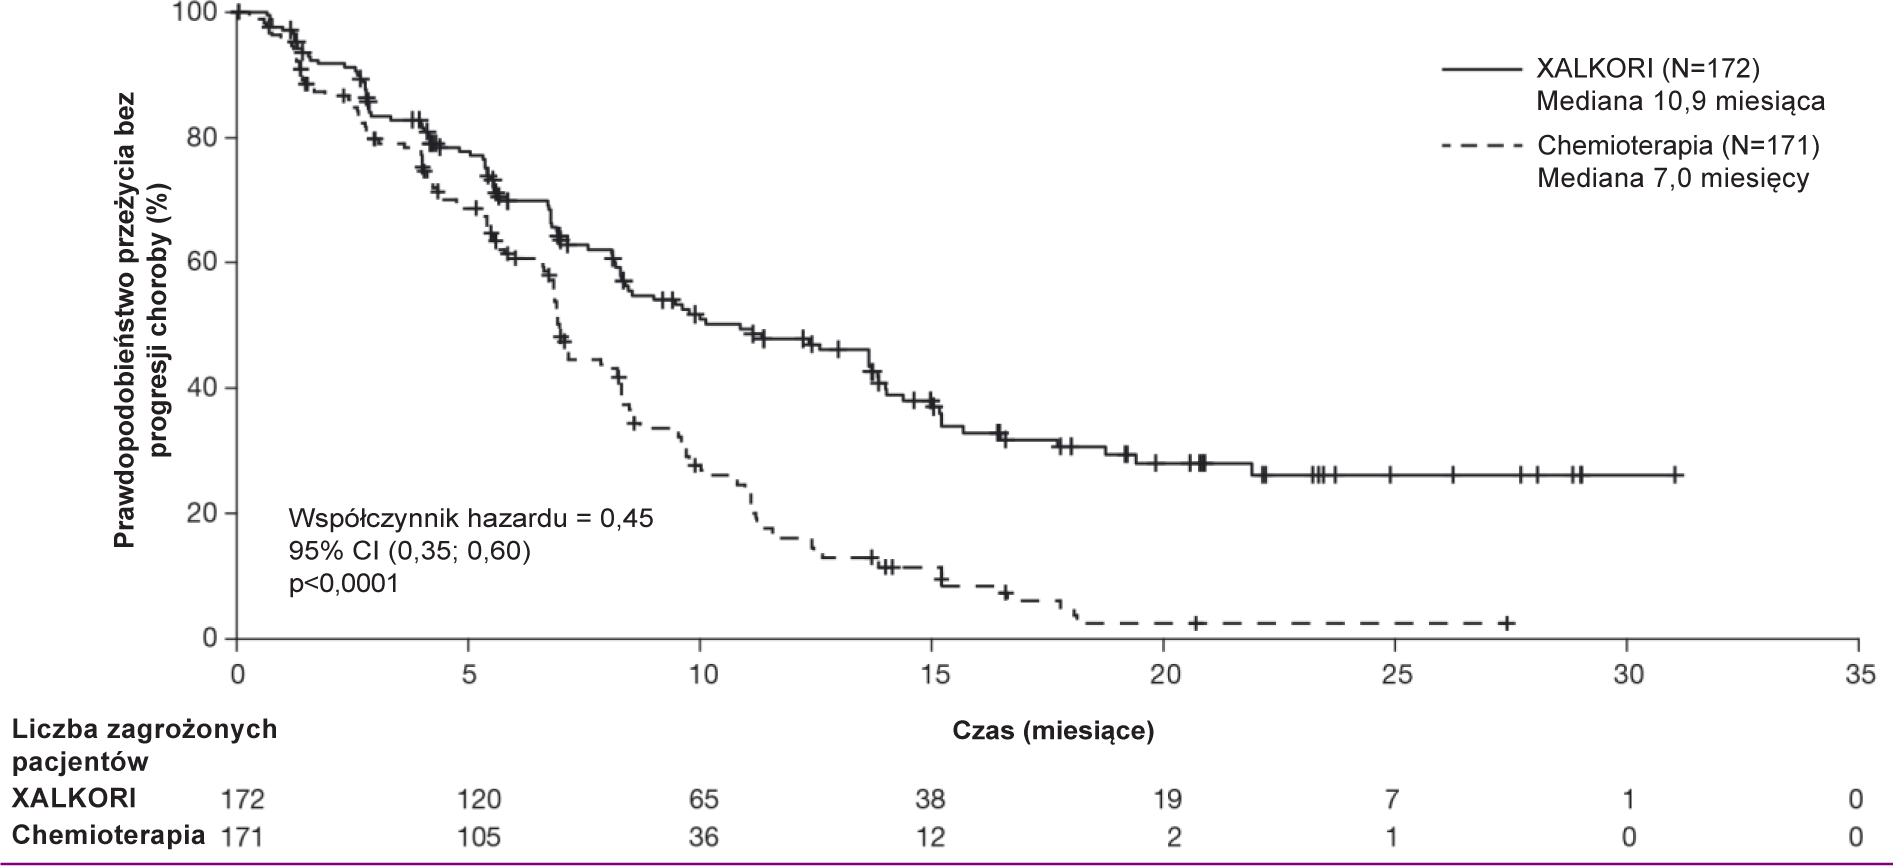 100
80
60
40
20
0
Prawdopodobieństwo przeżycia bez
progresji choroby (%)
XALKORI (N=172)
Mediana 10,9 miesiąca
Chemioterapia (N=171)
Mediana 7,0 miesięcy
Współczynnik hazardu = 0,45
95% CI (0,35; 0,60)
p<0,0001
0 5 10 15 20 25 30 35
Czas (miesiące)
Liczba zagrożonych
pacjentów
XALKORI 172 120 65 38 19 7 1 0
Chemioterapia 171 105 36 12 2 1 0 0